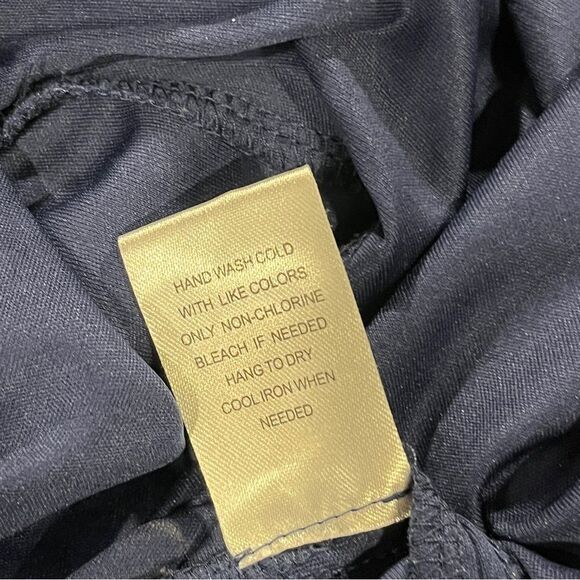 HAND WASH COLD
WITH LIKE COLORS
ONLY NON-CHLORINE
BLEACH IF NEEDED
HANG TO DRY
COOL IRON WHEN
NEEDED